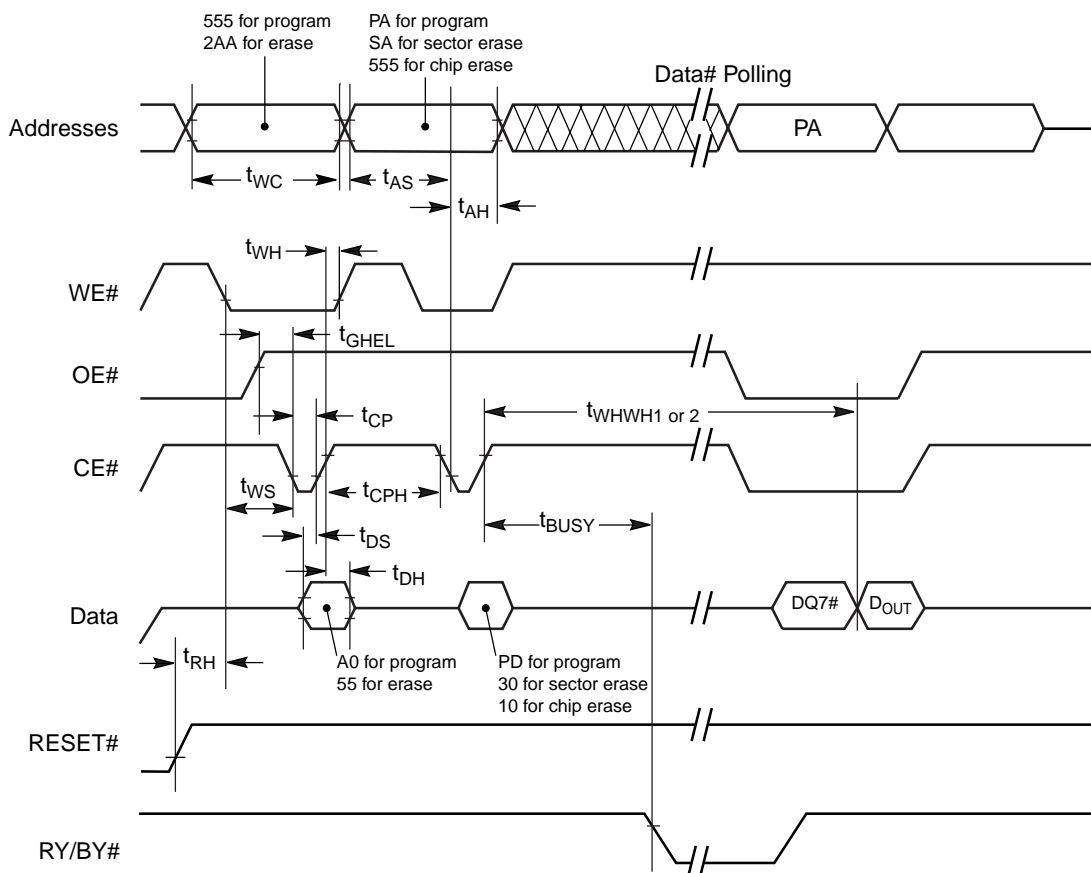 555 for program
2AA for erase
PA for program
SA for sector erase
555 for chip erase
Data# Polling
Addresses
PA
tWC
tAS
tAH
tWH
WE#
tGHEL
OE#
tWHWH1 or 2
tCP
CE#
tWS
tCPH
tBUSY
tDS
tDH
Data
DQ7#
DOUT
tRH
A0 for program
55 for erase
PD for program
30 for sector erase
10 for chip erase
RESET#
RY/BY#